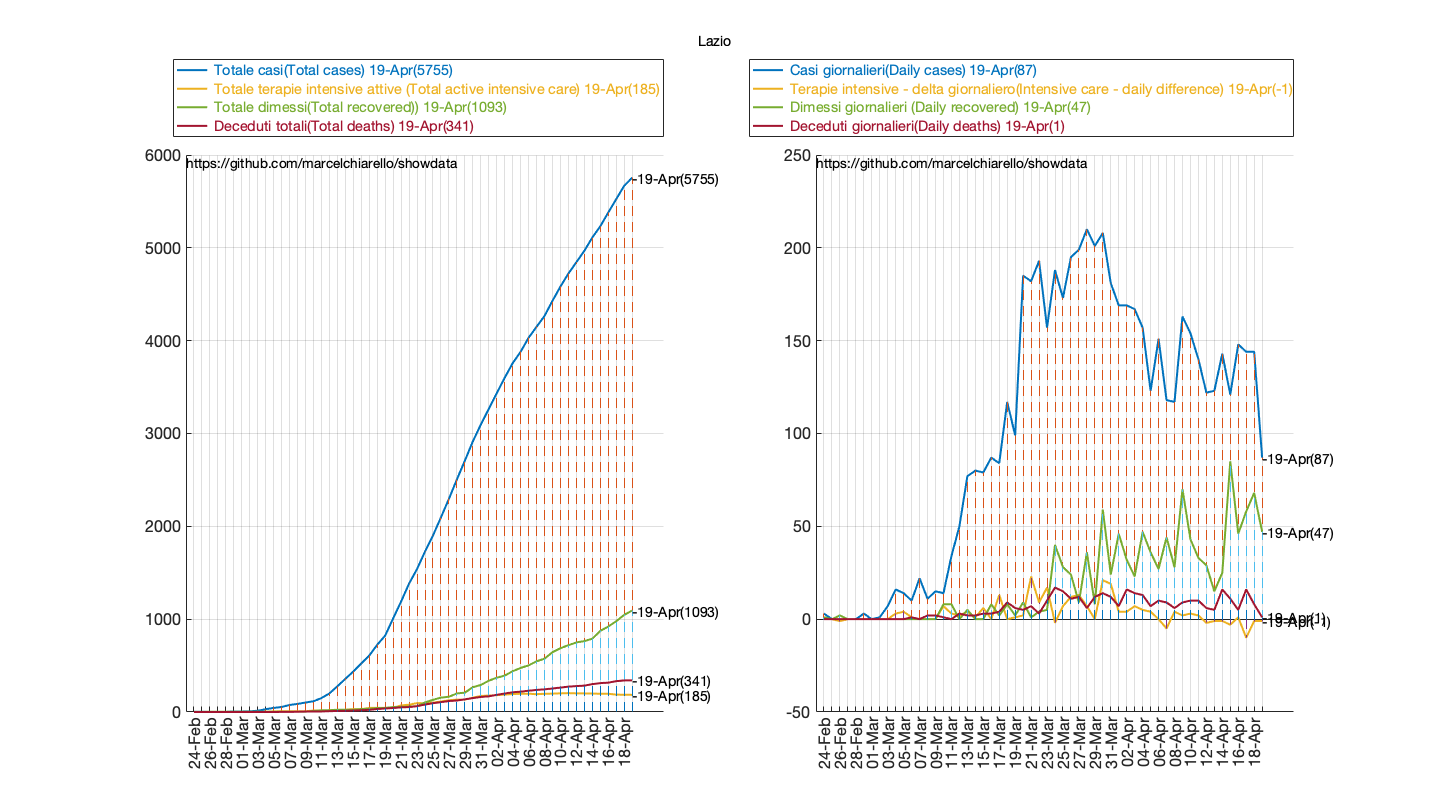 Lazio
Totale casi(Total cases) 19-Apr(5755)
Totale terapie intensive attive (Total active intensive care) 19-Apr(185)
Totale dimessi(Total recovered)) 19-Apr(1093)
Deceduti totali(Total deaths) 19-Apr(341)
6000
https://github.com/marcelchiarello/showdata
19-Apr(5755)
5000
4000
3000
2000
1000
19-Apr(1093)
19-Apr(341)
19-Apr(185)
0
24-Feb
26-Feb
28-Feb
01-Mar
03-Mar
05-Mar
07-Mar
09-Mar
11-Mar
13-Mar
15-Mar
17-Mar
19-Mar
21-Mar
23-Mar
25-Mar
27-Mar
29-Mar
31-Mar
02-Apr
04-Apr
06-Apr
08-Apr
10-Apr
12-Apr
14-Apr
16-Apr
18-Apr
Casi giornalieri(Daily cases) 19-Apr(87)
Terapie intensive - delta giornaliero(Intensive care - daily difference) 19-Apr(-1)
Dimessi giornalieri (Daily recovered) 19-Apr(47)
Deceduti giornalieri(Daily deaths) 19-Apr(1)
250
https://github.com/marcelchiarello/showdata
200
150
100
19-Apr(87)
50
19-Apr(47)
0
19-Apr(1)
19-Apr(-1)
-50
24-Feb
26-Feb
28-Feb
01-Mar
03-Mar
05-Mar
07-Mar
09-Mar
11-Mar
13-Mar
15-Mar
17-Mar
19-Mar
21-Mar
23-Mar
25-Mar
27-Mar
29-Mar
31-Mar
02-Apr
04-Apr
06-Apr
08-Apr
10-Apr
12-Apr
14-Apr
16-Apr
18-Apr